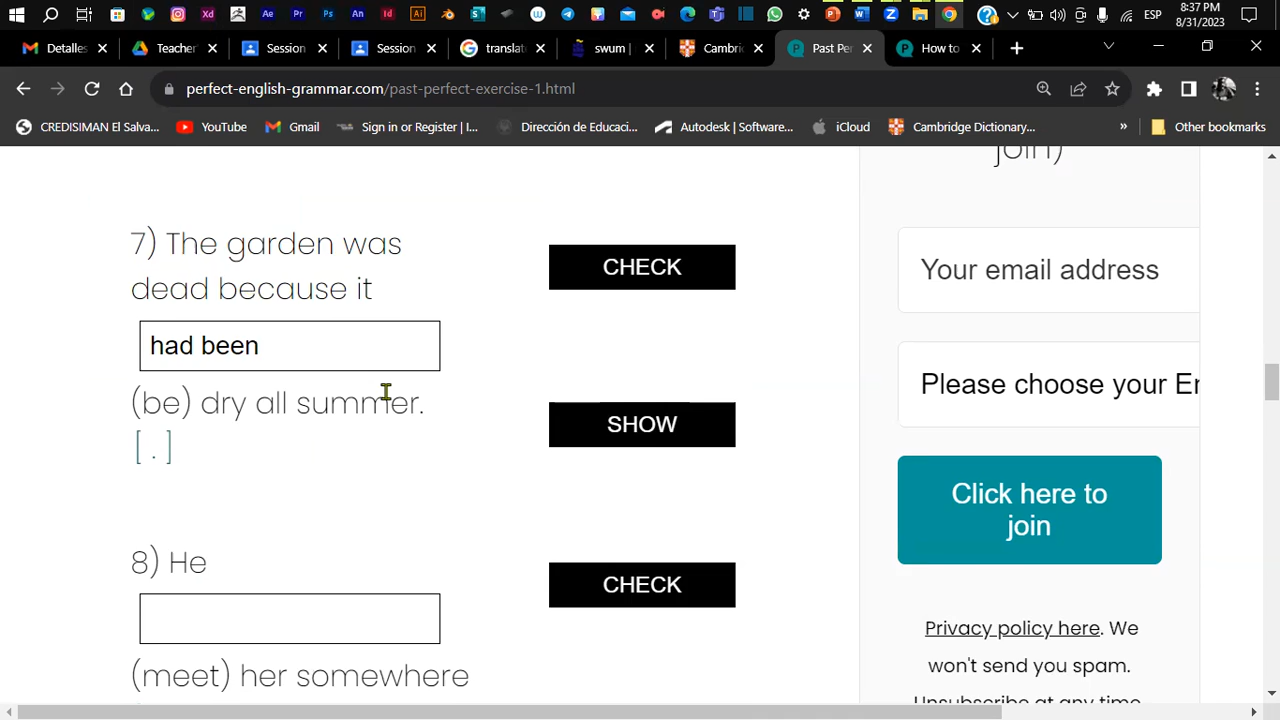 8:37 PM
ESP
8/31/2023
Detalles
Teacher
Session
Session
translat
swum |
Cambri
Past Per
How to
perfect-english-grammar.com/past-perfect-exercise-1.html
CREDISIMAN El Salva...
YouTube
Gmail
Sign in or Register | I...
Dirección de Educaci...
Autodesk | Software...
iCloud
Cambridge Dictionary...
»
Other bookmarks
join)
7) The garden was
dead because it
had been
(be) dry all summer.
[ . ]
CHECK
SHOW
8) He
(meet) her somewhere
CHECK
Your email address
Please choose your En
Click here to
join
Privacy policy here. We
won't send you spam.
Unsubscribe at any time